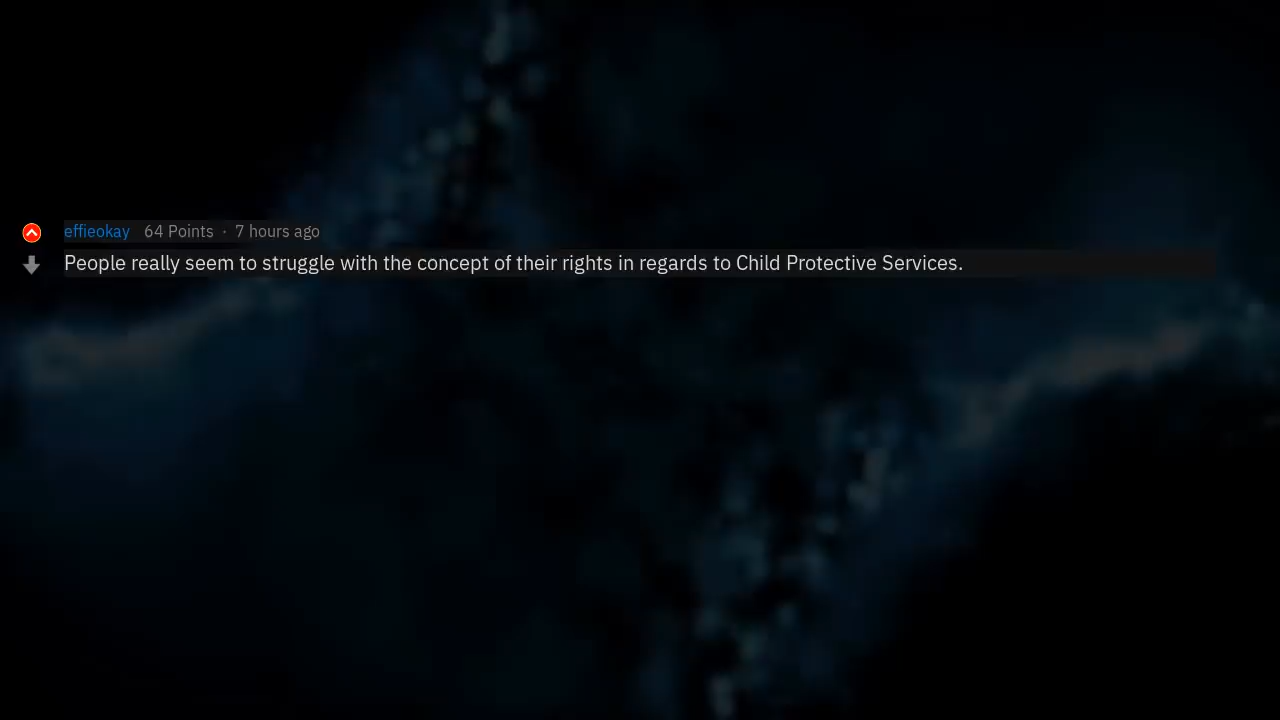 effieokay 64 Points · 7 hours ago
People really seem to struggle with the concept of their rights in regards to Child Protective Services.